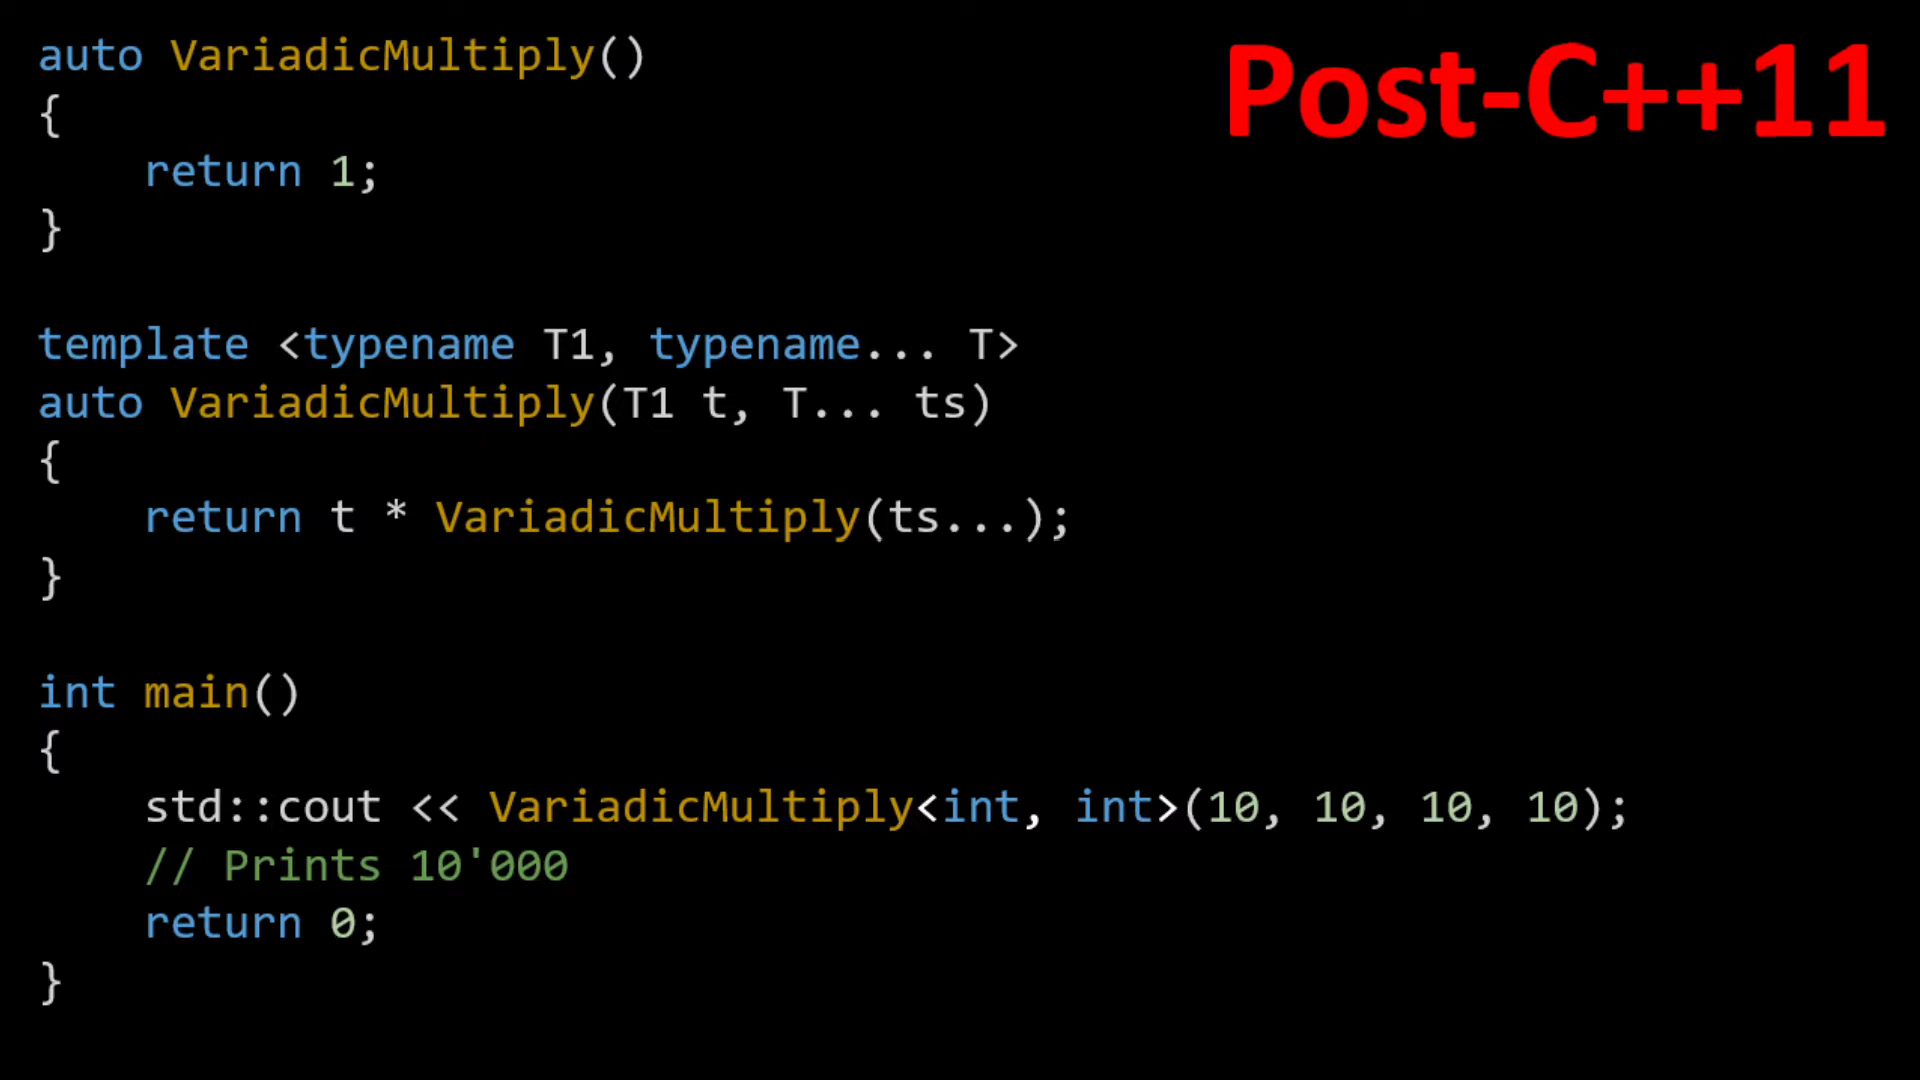 auto VariadicMultiply()
Post-C++11
{
    return 1;
}
template <typename T1, typename... T>
auto VariadicMultiply(T1 t, T... ts)
{
    return t * VariadicMultiply(ts...);
}
int main()
{
    std::cout << VariadicMultiply<int, int>(10, 10, 10, 10);
    // Prints 10'000
    return 0;
}